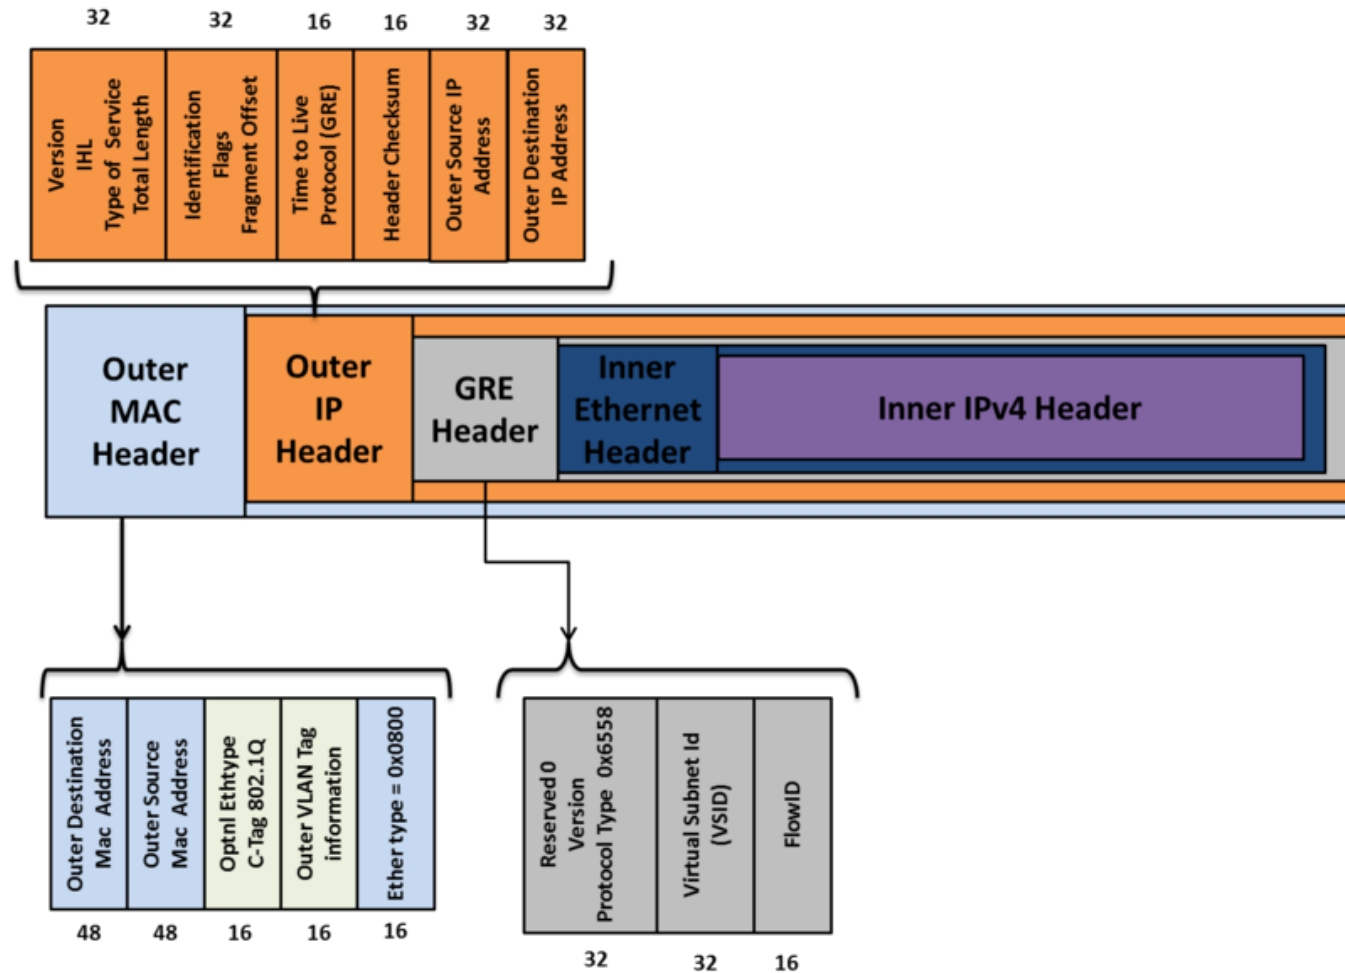 32
32
16
16
32
32
Version
IHL
Type of Service
Total Length
Identification
Flags
Fragment Offset
Time to Live
Protocol (GRE)
Header Checksum
Outer Source IP
Address
Outer Destination
IP Address
Outer
MAC
Header
Outer
IP
Header
GRE
Header
Inner
Ethernet
Header
Inner IPv4 Header
Outer Destination
Mac Address
Outer Source
Mac Address
Optnl Ethtype
C-Tag 802.1Q
Outer VLAN Tag
information
Ether type = 0x0800
48
48
16
16
16
Reserved 0
Version
Protocol Type 0x6558
Virtual Subnet Id
(VSID)
FlowID
32
32
16